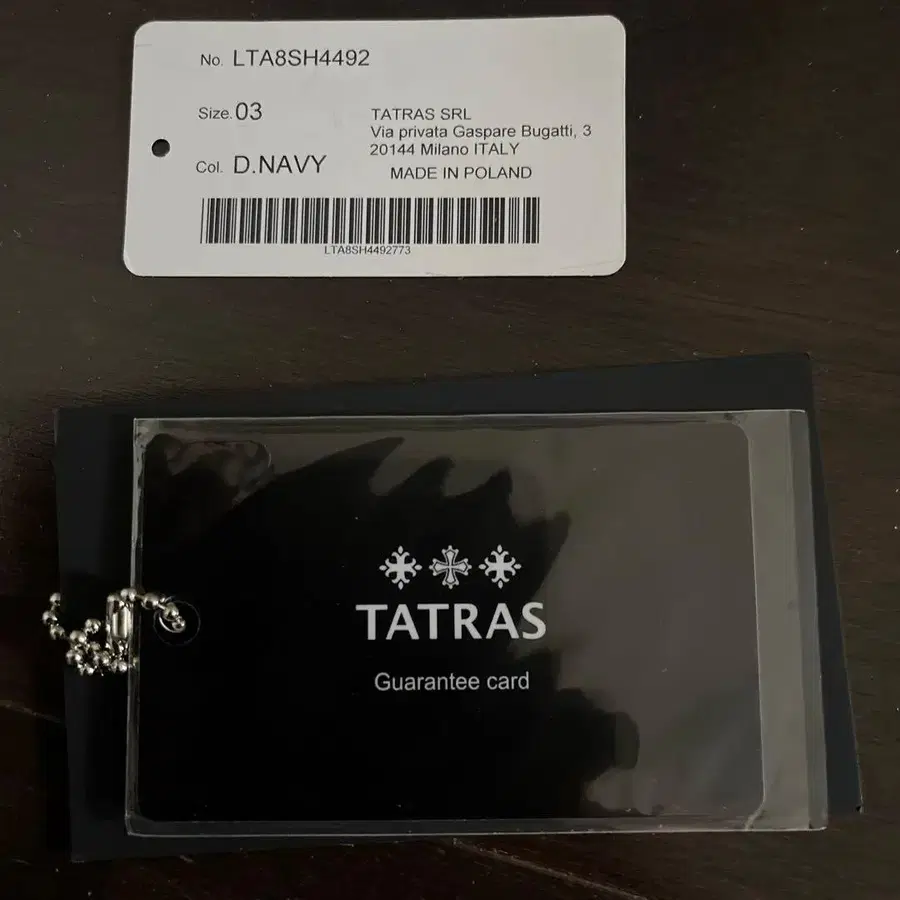 No. LTA8SH4492
Size. 03
Col. D.NAVY
TATRAS SRL
Via privata Gaspare Bugatti, 3
20144 Milano ITALY
MADE IN POLAND
LTA8SH4492773
TATRAS
Guarantee card